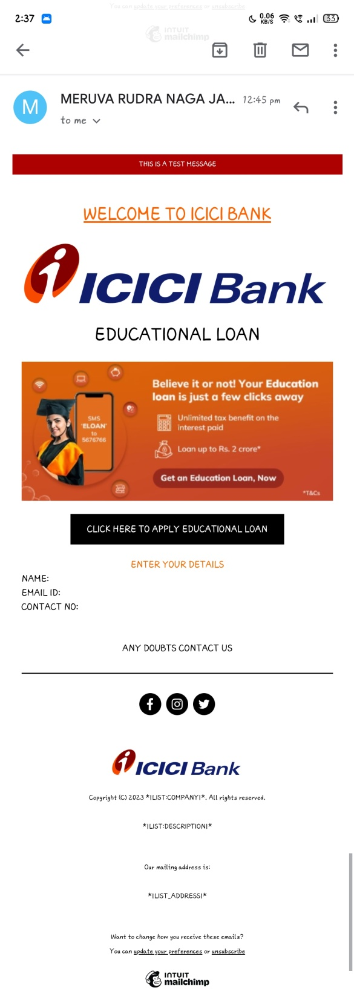 You can update your preferences or unsubscribe
2:37
0.06
KB/S
33
INTUIT
mailchimp
M
MERUVA RUDRA NAGA JA... 12:45 pm
to me
THIS IS A TEST MESSAGE
WELCOME TO ICICI BANK
i ICICI Bank
EDUCATIONAL LOAN
Believe it or not! Your Education
loan is just a few clicks away
SMS
'ELOAN'
to
5676766
Unlimited tax benefit on the
interest paid
Loan up to Rs. 2 crore*
Get an Education Loan, Now
*T&Cs
CLICK HERE TO APPLY EDUCATIONAL LOAN
ENTER YOUR DETAILS
NAME:
EMAIL ID:
CONTACT NO:
ANY DOUBTS CONTACT US
i ICICI Bank
Copyright (C) 2023 *|LIST:COMPANY|*. All rights reserved.
*|LIST:DESCRIPTION|*
Our mailing address is:
*|LIST_ADDRESS|*
Want to change how you receive these emails?
You can update your preferences or unsubscribe
INTUIT
mailchimp